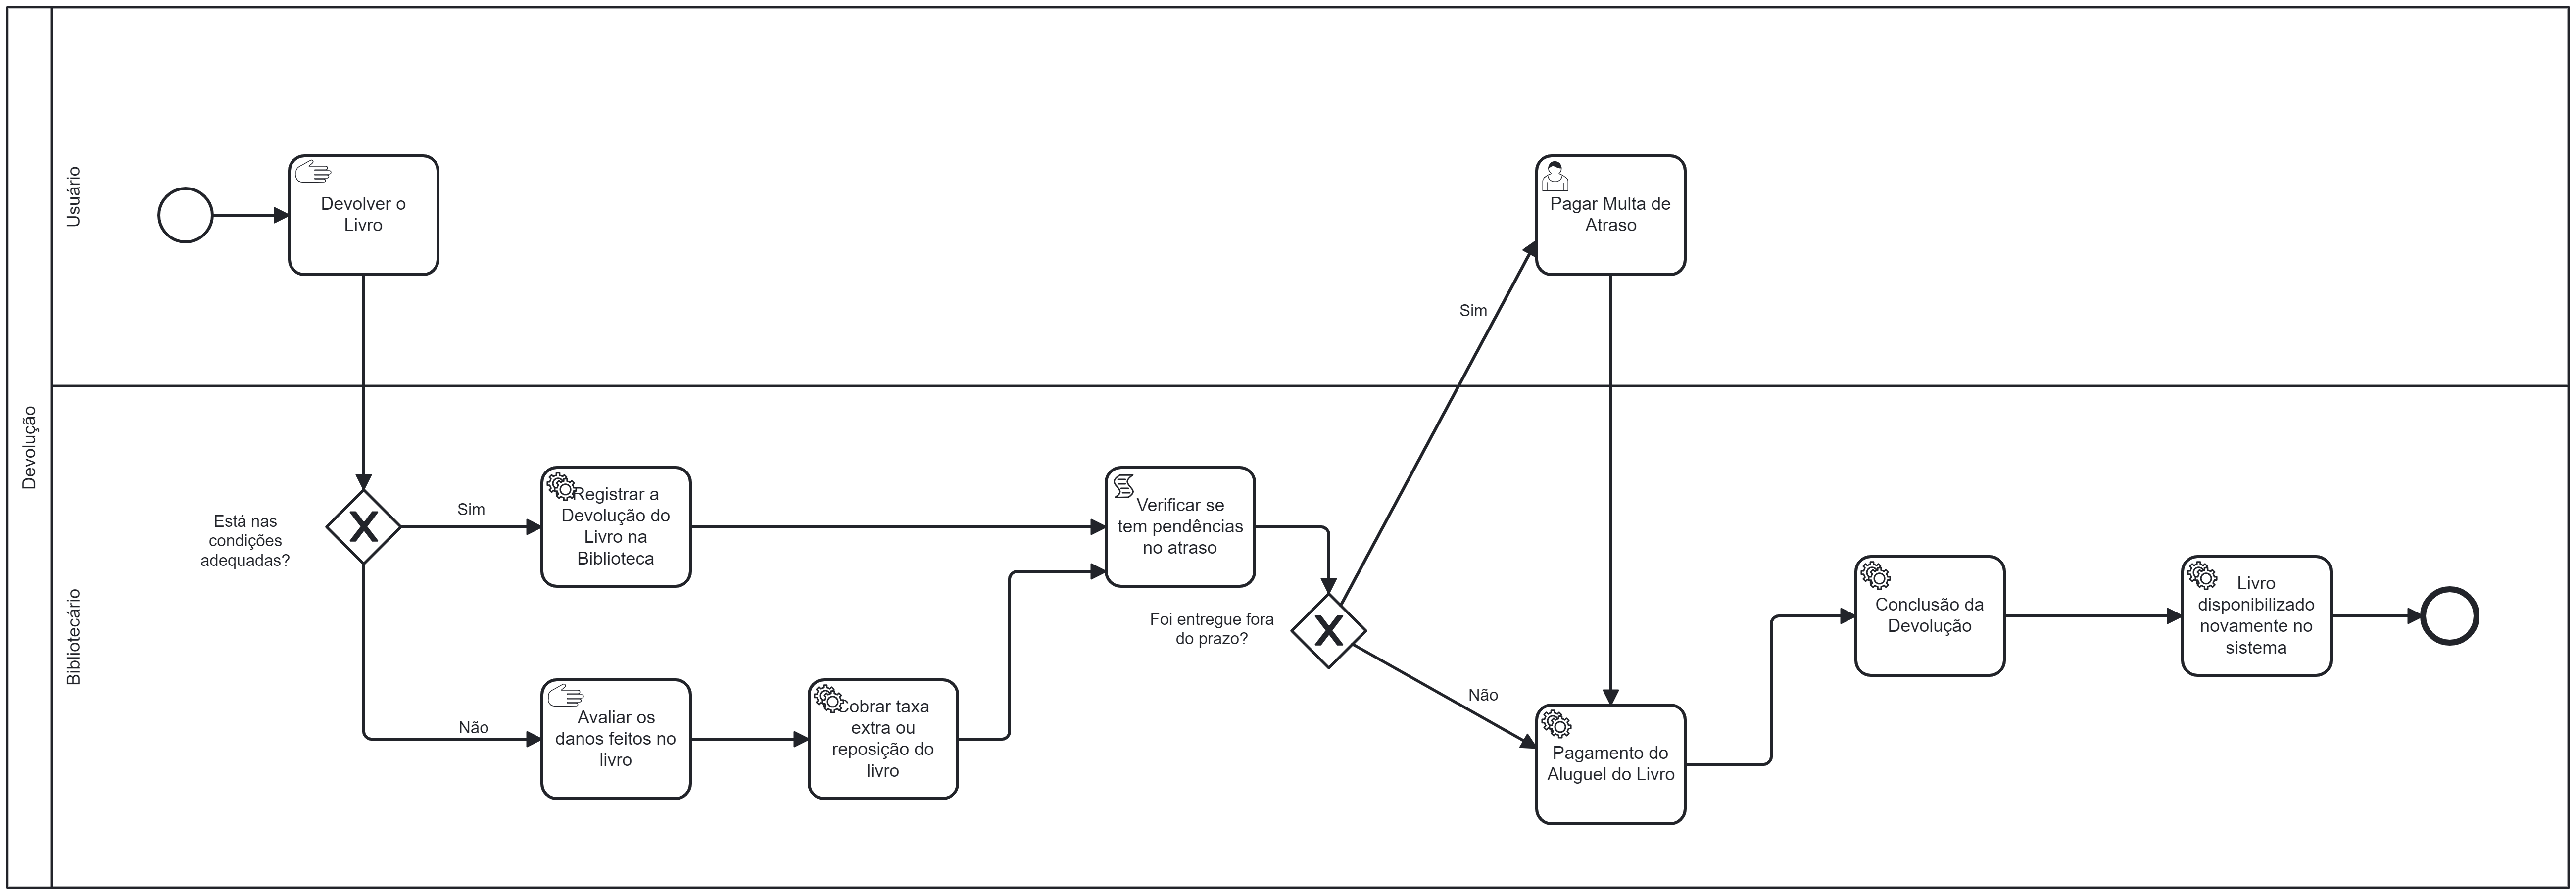 Devolução
Usuário
Devolver o
Livro
Pagar Multa de
Atraso
Sim
Bibliotecário
Está nas
condições
adequadas?
Sim
Registrar a
Devolução do
Livro na
Biblioteca
Não
Avaliar os
danos feitos no
livro
Cobrar taxa
extra ou
reposição do
livro
Verificar se
tem pendências
no atraso
Foi entregue fora
do prazo?
Não
Pagamento do
Aluguel do Livro
Conclusão da
Devolução
Livro
disponibilizado
novamente no
sistema